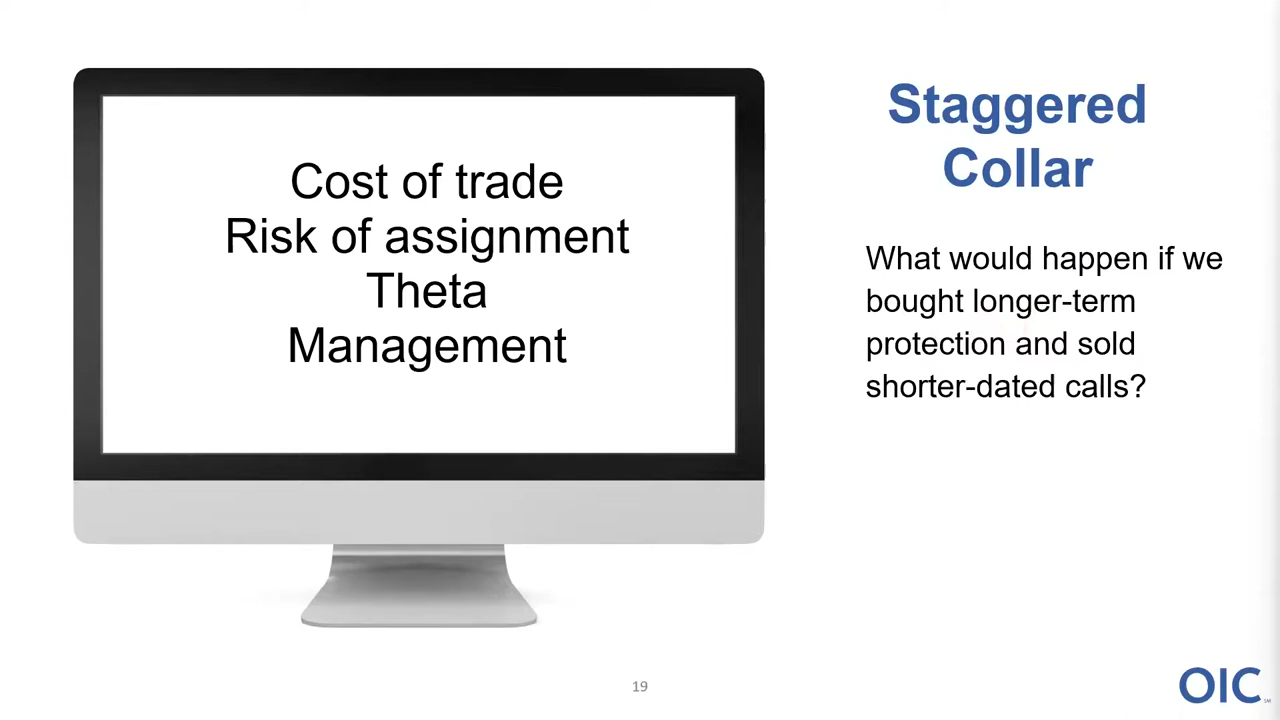 Cost of trade
Risk of assignment
Theta
Management
Staggered
Collar
What would happen if we
bought longer-term
protection and sold
shorter-dated calls?
19
OIC℠